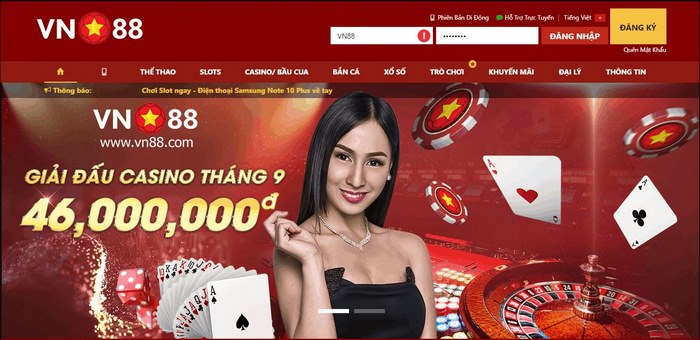 VN 88
Phiên Bản Di Động Hỗ Trợ Trực Tuyến Tiếng Việt
VN88 ĐĂNG NHẬP ĐĂNG KÝ
Quên Mật Khẩu
THỂ THAO SLOTS CASINO/ BẦU CUA BẮN CÁ XỔ SỐ TRÒ CHƠI KHUYẾN MÃI ĐẠI LÝ THÔNG TIN
Thông báo: Chơi Slot ngay - Điện thoại Samsung Note 10 Plus về tay
VN 88
www.vn88.com
GIẢI ĐẤU CASINO THÁNG 9
46,000,000đ
A
A